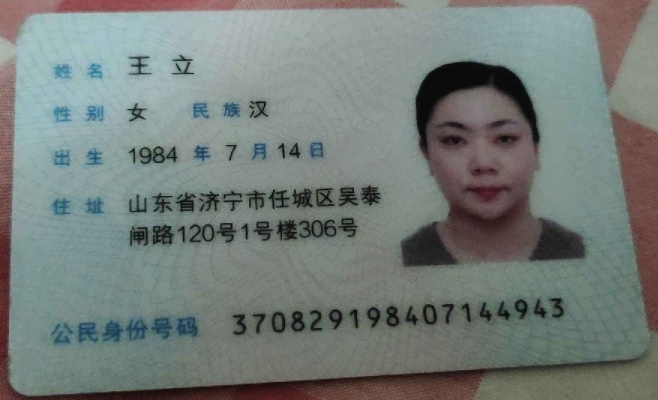 姓名 王立
性别 女 民族 汉
出生 1984 年 7 月 14 日
住址 山东省济宁市任城区吴泰
闸路120号1号楼306号
公民身份号码 370829198407144943